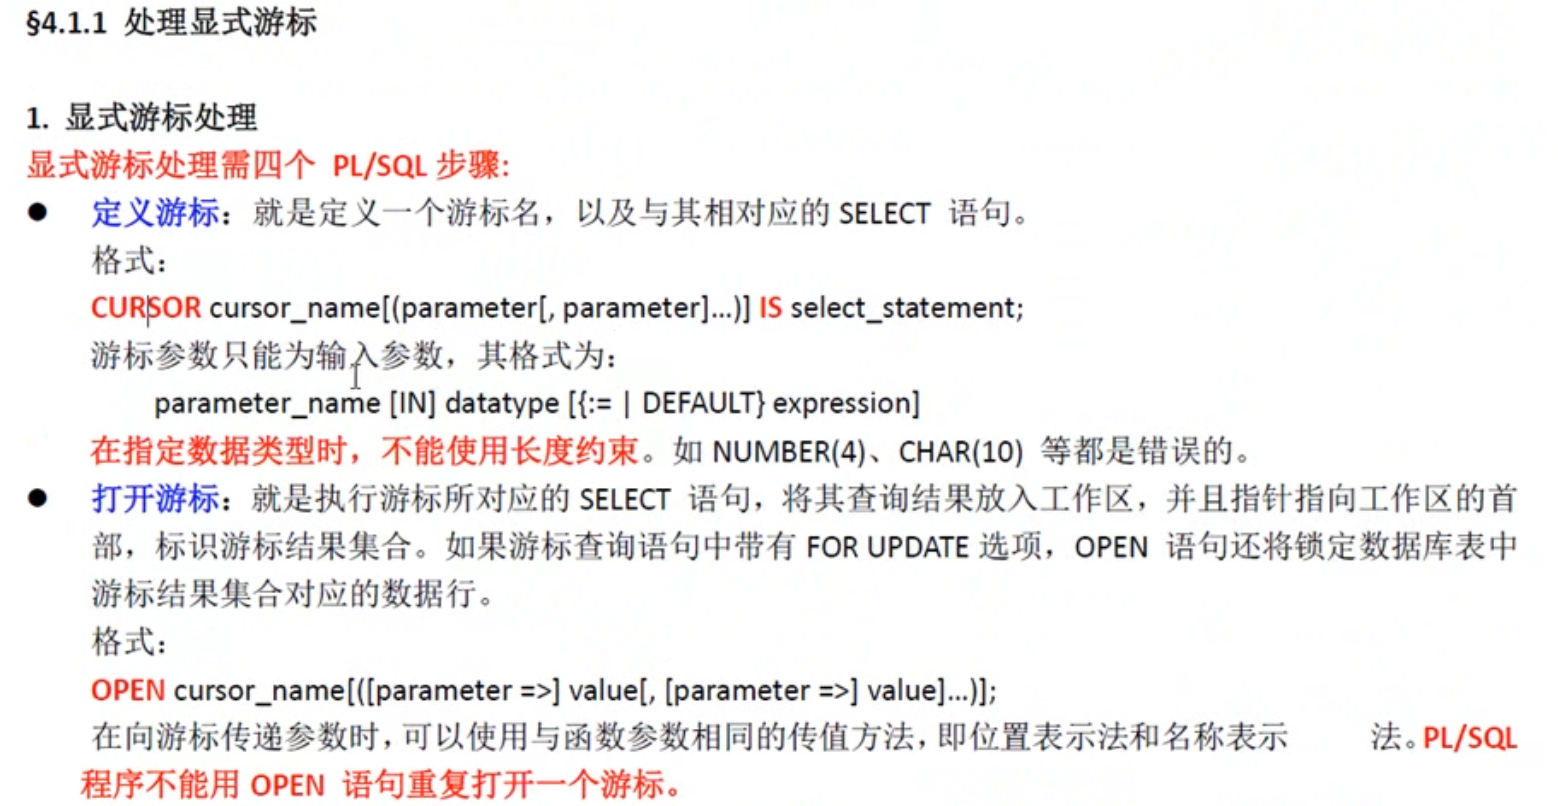 §4.1.1 处理显式游标
1. 显式游标处理
显式游标处理需四个 PL/SQL 步骤:
● 定义游标：就是定义一个游标名，以及与其相对应的 SELECT 语句。
格式：
CURSOR cursor_name[(parameter[, parameter]...)] IS select_statement;
游标参数只能为输入参数，其格式为：
parameter_name [IN] datatype [{:= | DEFAULT} expression]
在指定数据类型时，不能使用长度约束。如 NUMBER(4)、CHAR(10) 等都是错误的。
● 打开游标：就是执行游标所对应的 SELECT 语句，将其查询结果放入工作区，并且指针指向工作区的首
部，标识游标结果集合。如果游标查询语句中带有 FOR UPDATE 选项，OPEN 语句还将锁定数据库表中
游标结果集合对应的数据行。
格式：
OPEN cursor_name[([parameter =>] value[, [parameter =>] value]...)];
在向游标传递参数时，可以使用与函数参数相同的传值方法，即位置表示法和名称表示 法。PL/SQL
程序不能用 OPEN 语句重复打开一个游标。